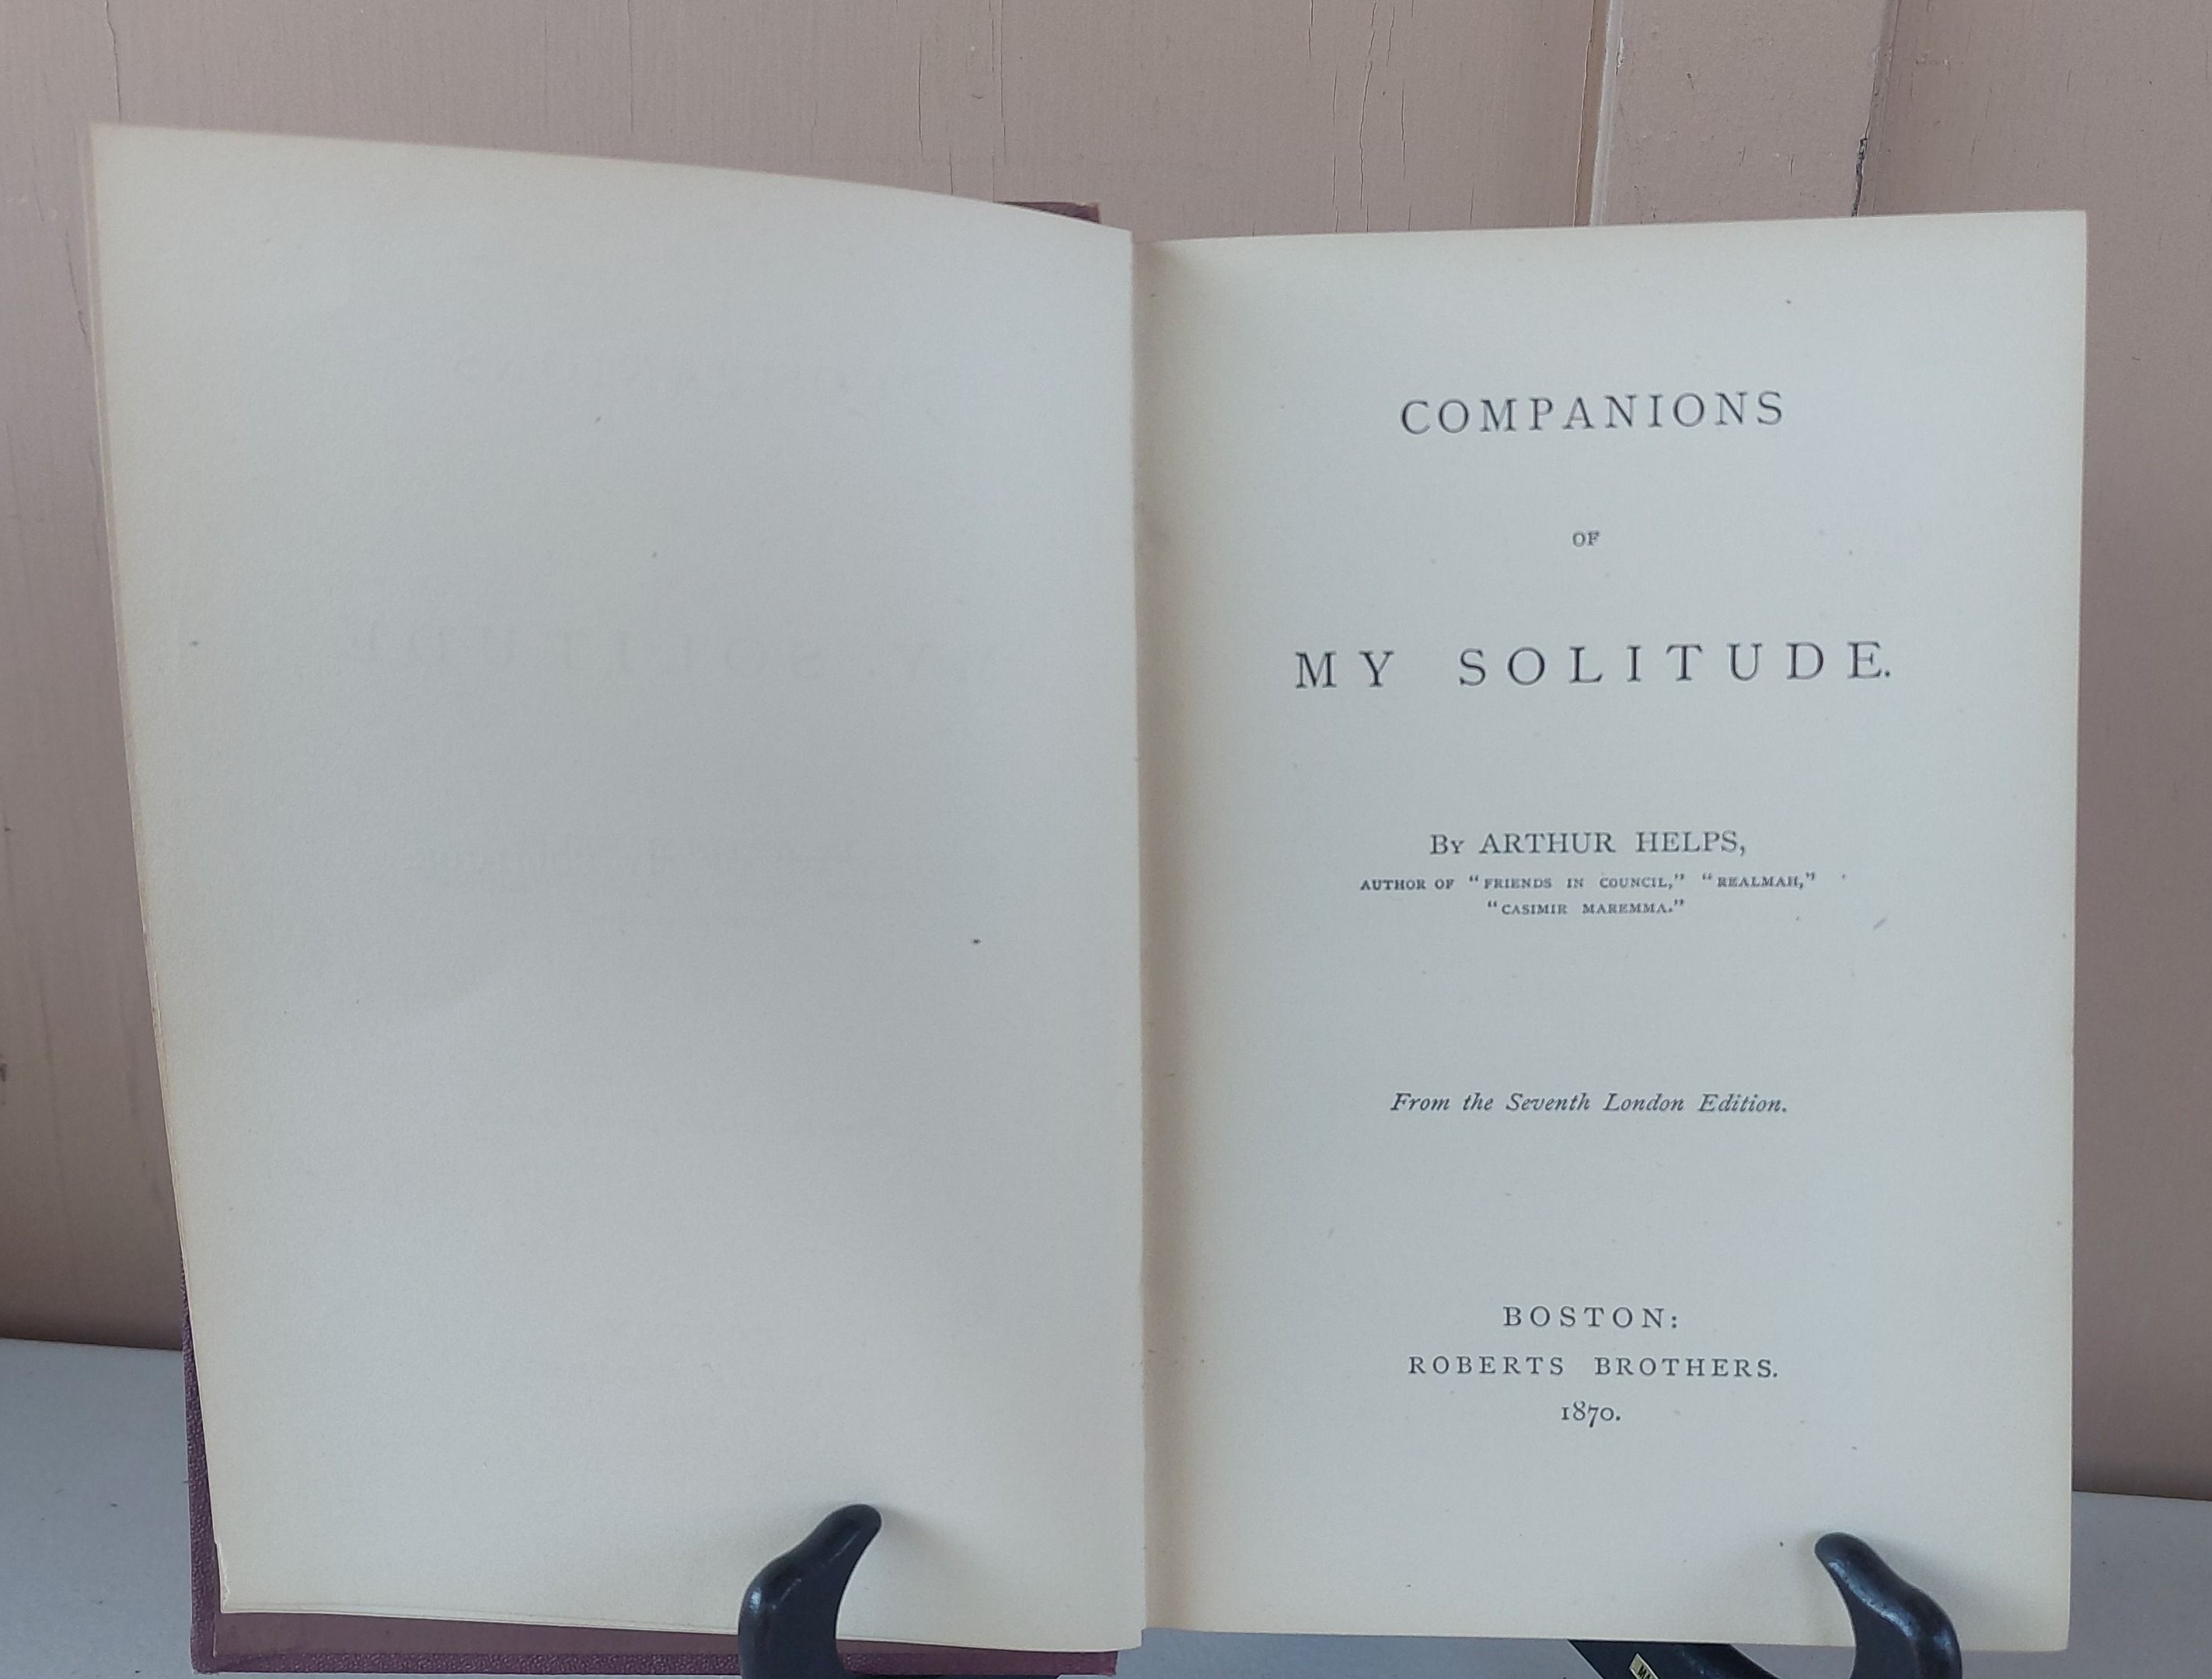 COMPANIONS
OF
MY SOLITUDE.
By ARTHUR HELPS,
AUTHOR OF "FRIENDS IN COUNCIL," "REALMAH,"
"CASIMIR MAREMMA."
From the Seventh London Edition.
BOSTON:
ROBERTS BROTHERS.
1870.